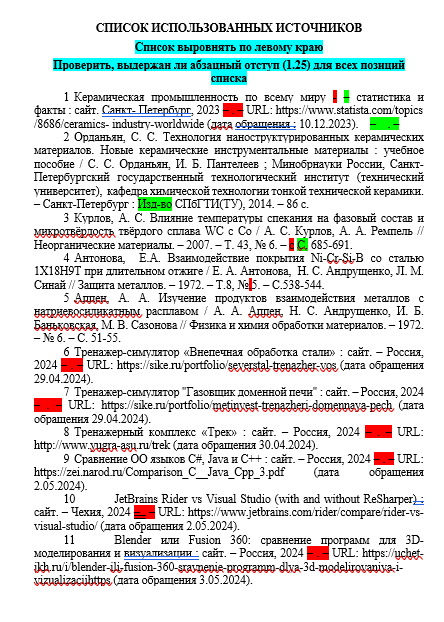 СПИСОК ИСПОЛЬЗОВАННЫХ ИСТОЧНИКОВ
Список выровнять по левому краю
Проверить, выдержан ли абзацный отступ (1.25) для всех позиций
списка
1 Керамическая промышленность по всему миру - – статистика и
факты : сайт. Санкт- Петербург, 2023 – . – URL: https://www.statista.com/topics
/8686/ceramics- industry-worldwide (дата обращения : 10.12.2023). – . –
2 Орданьян, С. С. Технология наноструктурированных керамических
материалов. Новые керамические инструментальные материалы : учебное
пособие / С. С. Орданьян, И. Б. Пантелеев ; Минобрнауки России, Санкт-
Петербургский государственный технологический институт (технический
университет), кафедра химической технологии тонкой технической керамики.
– Санкт-Петербург : Изд-во СПбГТИ(ТУ), 2014. – 86 с.
3 Курлов, А. С. Влияние температуры спекания на фазовый состав и
микротвёрдость твёрдого сплава WC с Co / А. С. Курлов, А. А. Ремпель //
Неорганические материалы. – 2007. – Т. 43, № 6. – с С. 685-691.
4 Антонова, Е.А. Взаимодействие покрытия Ni-Cr-Si-B со сталью
1Х18Н9Т при длительном отжиге / Е. А. Антонова, Н. С. Андрущенко, Л. М.
Синай // Защита металлов. – 1972. – Т.8, №5. – С.538-544.
5 Аппен, А. А. Изучение продуктов взаимодействия металлов с
натриевосиликатным расплавом / А. А. Аппен, Н. С. Андрущенко, И. Б.
Баньковская, М. В. Сазонова // Физика и химия обработки материалов. – 1972.
– № 6. – С. 51-55.
6 Тренажер-симулятор «Внепечная обработка стали» : сайт. – Россия,
2024 – . – URL: https://sike.ru/portfolio/severstal-trenazher-vos (дата обращения
29.04.2024).
7 Тренажер-симулятор "Газовщик доменной печи" : сайт. – Россия, 2024
– . – URL: https://sike.ru/portfolio/metinvest-trenazheri-domennaya-pech (дата
обращения 29.04.2024).
8 Тренажерный комплекс «Трек» : сайт. – Россия, 2024 – . – URL:
http://www.yugra-asu.ru/trek (дата обращения 30.04.2024).
9 Сравнение ОО языков C#, Java и C++ : сайт. – Россия, 2024 – . – URL:
https://zei.narod.ru/Comparison_C__Java_Cpp_3.pdf (дата обращения
2.05.2024).
10 JetBrains Rider vs Visual Studio (with and without ReSharper) :
сайт. – Чехия, 2024 – . – URL: https://www.jetbrains.com/rider/compare/rider-vs-
visual-studio/ (дата обращения 2.05.2024).
11 Blender или Fusion 360: сравнение программ для 3D-
моделирования и визуализации : сайт. – Россия, 2024 – . – URL: https://uchet-
jkh.ru/i/blender-ili-fusion-360-sravnenie-programm-dlya-3d-modelirovaniya-i-
vizualizaciihttps (дата обращения 3.05.2024).